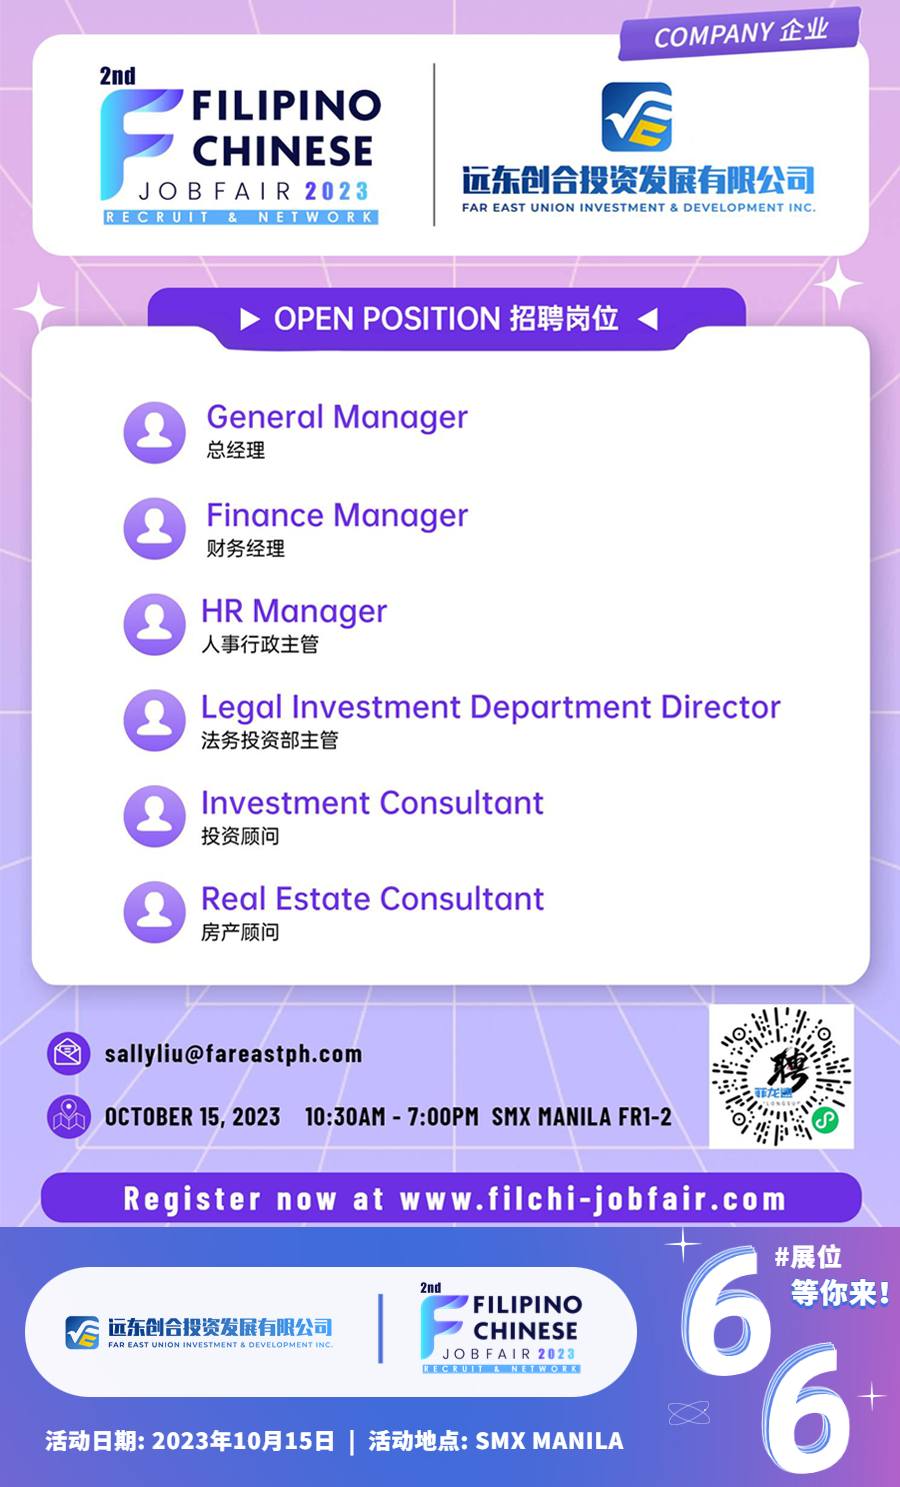 COMPANY 企业
2nd
FILIPINO
CHINESE
JOBFAIR 2023
RECRUIT & NETWORK
远东创合投资发展有限公司
FAR EAST UNION INVESTMENT & DEVELOPMENT INC.
OPEN POSITION 招聘岗位
General Manager
总经理
Finance Manager
财务经理
HR Manager
人事行政主管
Legal Investment Department Director
法务投资部主管
Investment Consultant
投资顾问
Real Estate Consultant
房产顾问
sallyliu@fareastph.com
聘
OCTOBER 15, 2023 10:30AM - 7:00PM SMX MANILA FR1-2
Register now at www.filchi-jobfair.com
远东创合投资发展有限公司
FAR EAST UNION INVESTMENT & DEVELOPMENT INC.
2nd
FILIPINO
CHINESE
JOBFAIR 2023
RECRUIT & NETWORK
66
#展位
等你来!
活动日期: 2023年10月15日 | 活动地点: SMX MANILA